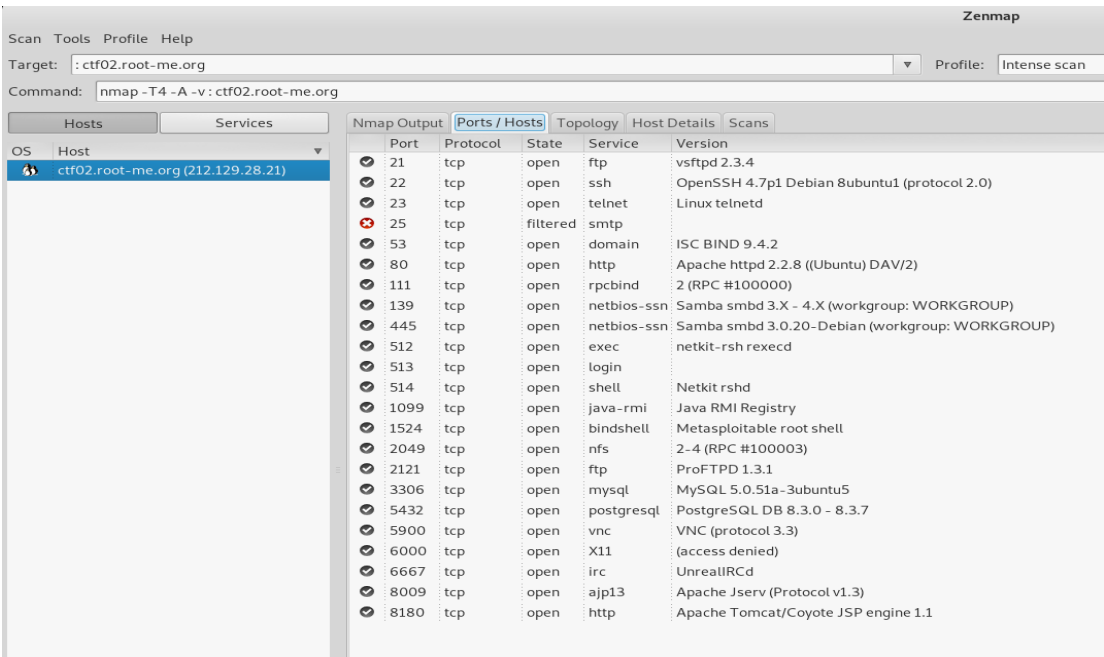 Zenmap
Scan Tools Profile Help
Target: : ctf02.root-me.org Profile: Intense scan
Command: nmap -T4 -A -v : ctf02.root-me.org
Hosts Services Nmap Output Ports / Hosts Topology Host Details Scans
OS Host
ctf02.root-me.org (212.129.28.21)
Port Protocol State Service Version
21 tcp open ftp vsftpd 2.3.4
22 tcp open ssh OpenSSH 4.7p1 Debian 8ubuntu1 (protocol 2.0)
23 tcp open telnet Linux telnetd
25 tcp filtered smtp
53 tcp open domain ISC BIND 9.4.2
80 tcp open http Apache httpd 2.2.8 ((Ubuntu) DAV/2)
111 tcp open rpcbind 2 (RPC #100000)
139 tcp open netbios-ssn Samba smbd 3.X - 4.X (workgroup: WORKGROUP)
445 tcp open netbios-ssn Samba smbd 3.0.20-Debian (workgroup: WORKGROUP)
512 tcp open exec netkit-rsh rexecd
513 tcp open login
514 tcp open shell Netkit rshd
1099 tcp open java-rmi Java RMI Registry
1524 tcp open bindshell Metasploitable root shell
2049 tcp open nfs 2-4 (RPC #100003)
2121 tcp open ftp ProFTPD 1.3.1
3306 tcp open mysql MySQL 5.0.51a-3ubuntu5
5432 tcp open postgresql PostgreSQL DB 8.3.0 - 8.3.7
5900 tcp open vnc VNC (protocol 3.3)
6000 tcp open X11 (access denied)
6667 tcp open irc UnrealIRCd
8009 tcp open ajp13 Apache Jserv (Protocol v1.3)
8180 tcp open http Apache Tomcat/Coyote JSP engine 1.1